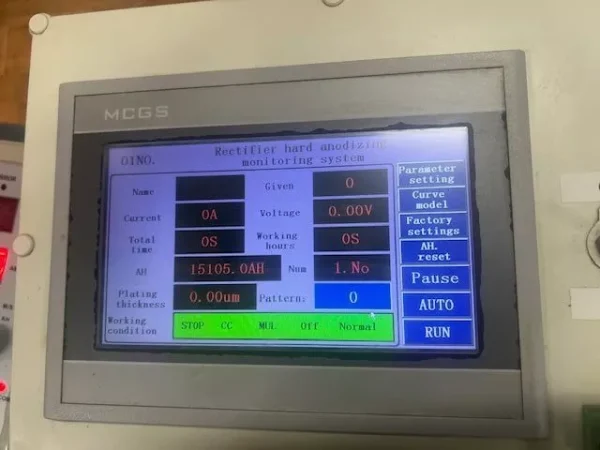 MCGS
01NO.
Rectifier hard anodizing
monitoring system
Name
Given 0
Current 0A
Voltage 0.00V
Total
time 0S
Working
hours 0S
AH 15105.0AH
Num 1.No
Plating
thickness 0.00um
Pattern: 0
Working
condition STOP CC MUL Off Normal
Parameter
setting
Curve
model
Factory
settings
AH.
reset
Pause
AUTO
RUN